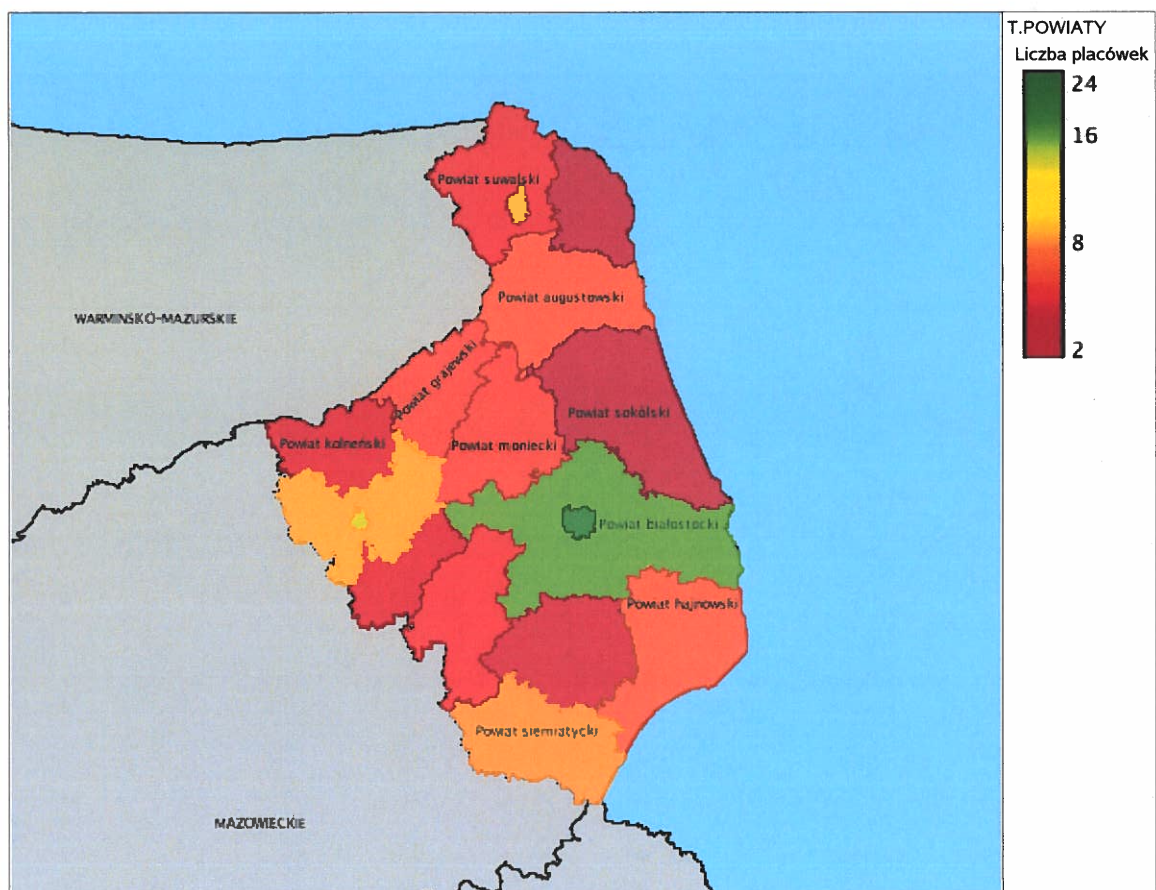 T.POWIATY
Liczba placówek
24
16
8
2
Powiat suwalski
Powiat augustowski
WARMIŃSKO-MAZURSKIE
Powiat grajewski
Powiat sokólski
Powiat kolneński
Powiat moniecki
Powiat białostocki
Powiat hajnowski
Powiat siemiatycki
MAZOWIECKIE